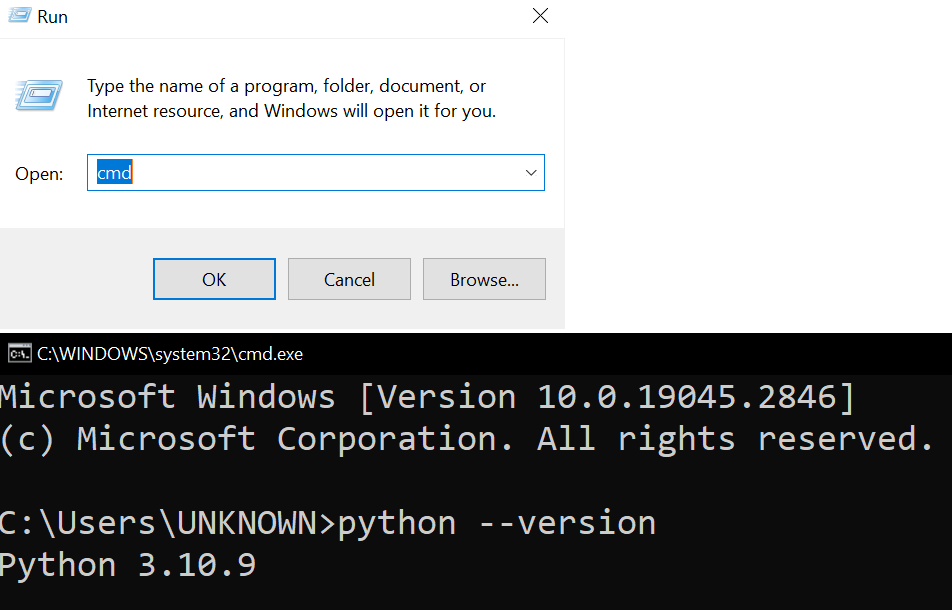 Run
Type the name of a program, folder, document, or
Internet resource, and Windows will open it for you.
Open: cmd
OK Cancel Browse...
C:\WINDOWS\system32\cmd.exe
Microsoft Windows [Version 10.0.19045.2846]
(c) Microsoft Corporation. All rights reserved.
C:\Users\UNKNOWN>python --version
Python 3.10.9